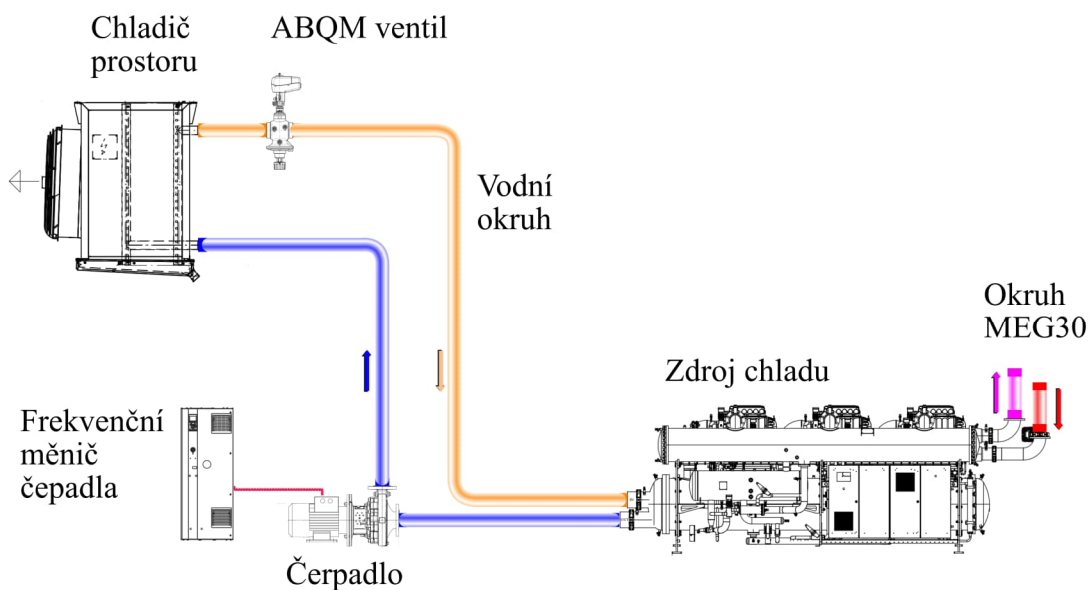 Chladič
prostoru
ABQM ventil
Vodní
okruh
Okruh
MEG30
Zdroj chladu
Frekvenční
měnič
čepadla
Čerpadlo